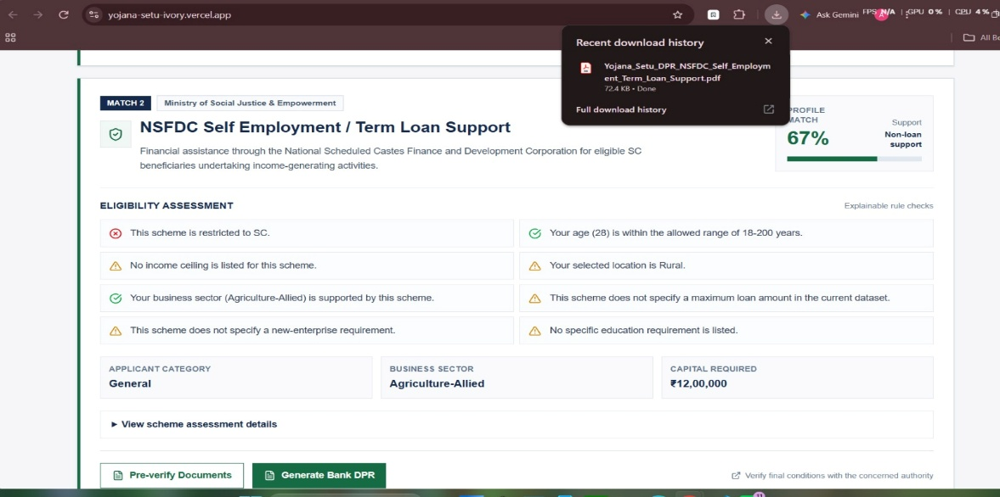 yojana-setu-ivory.vercel.app
Ask Gemini
FPS N/A | GPU 0 % | CPU 4 %
All Bo
Recent download history
Yojana_Setu_DPR_NSFDC_Self_Employm
ent_Term_Loan_Support.pdf
72.4 KB • Done
Full download history
MATCH 2
Ministry of Social Justice & Empowerment
NSFDC Self Employment / Term Loan Support
Financial assistance through the National Scheduled Castes Finance and Development Corporation for eligible SC
beneficiaries undertaking income-generating activities.
PROFILE
MATCH
67%
Support
Non-loan
support
ELIGIBILITY ASSESSMENT
Explainable rule checks
This scheme is restricted to SC.
Your age (28) is within the allowed range of 18-200 years.
No income ceiling is listed for this scheme.
Your selected location is Rural.
Your business sector (Agriculture-Allied) is supported by this scheme.
This scheme does not specify a maximum loan amount in the current dataset.
This scheme does not specify a new-enterprise requirement.
No specific education requirement is listed.
APPLICANT CATEGORY
General
BUSINESS SECTOR
Agriculture-Allied
CAPITAL REQUIRED
₹12,00,000
► View scheme assessment details
Pre-verify Documents
Generate Bank DPR
Verify final conditions with the concerned authority
11